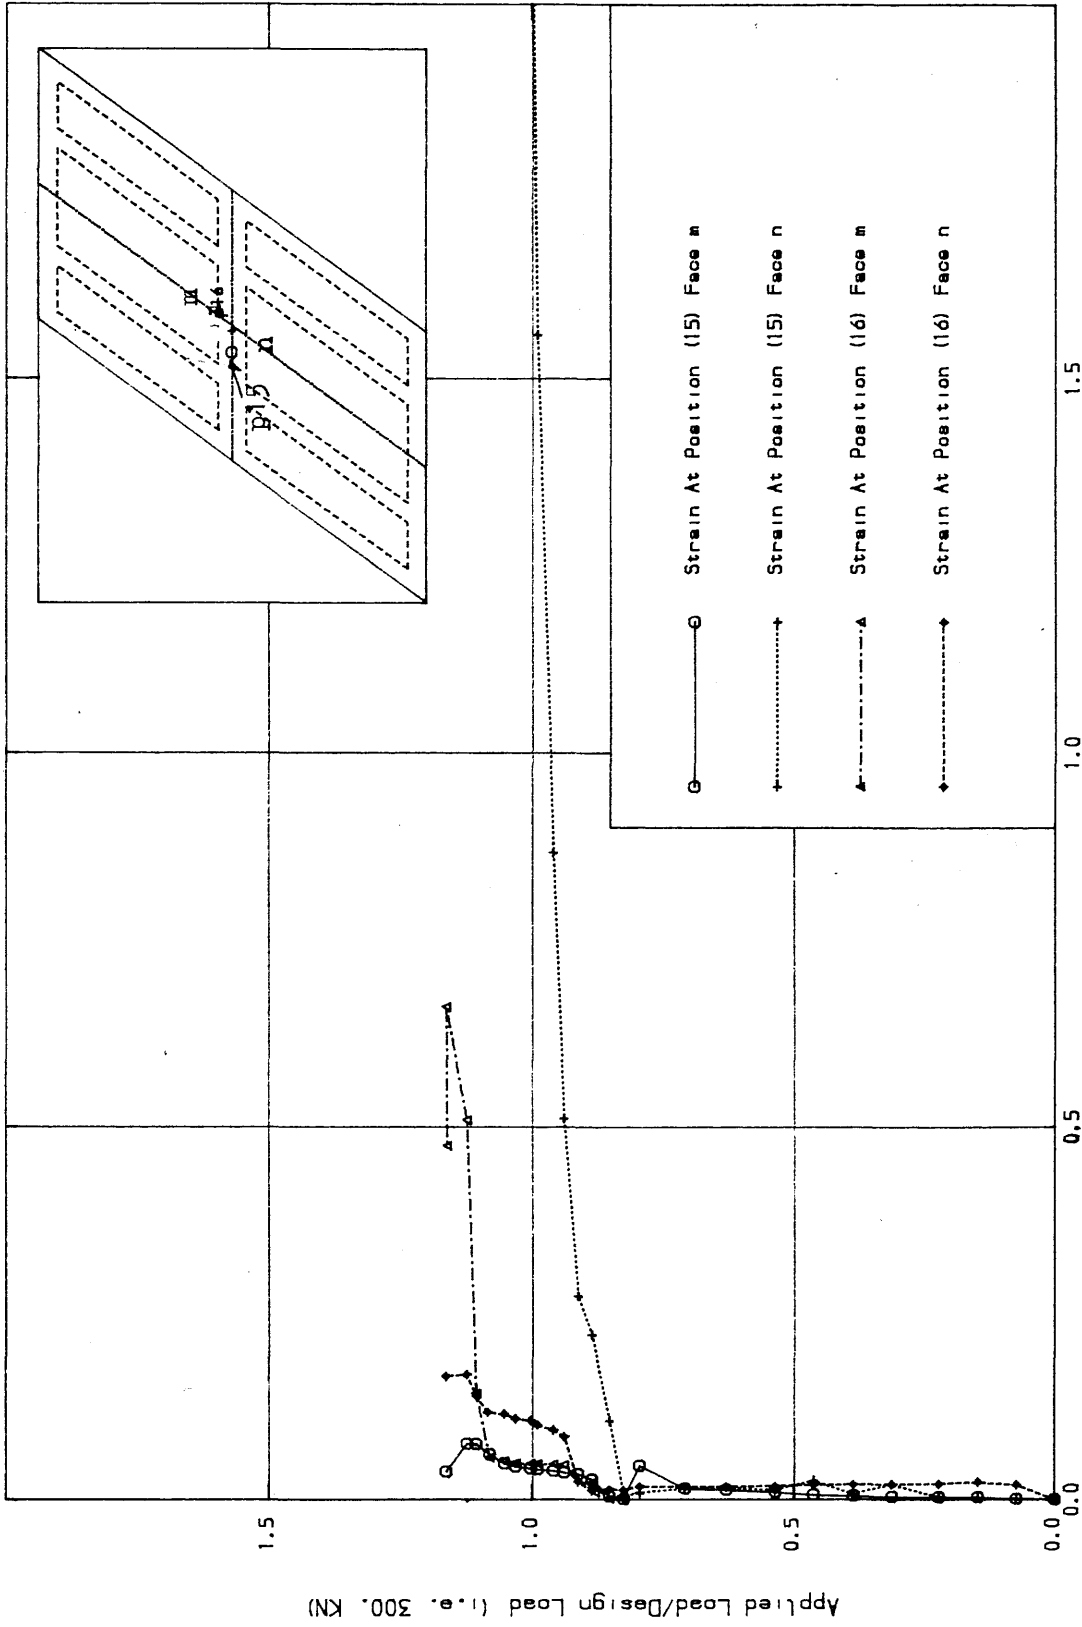 Applied Load/Design Load (i.e. 300. KN)
1.5
1.0
0.5
0.0
0.0
0.5
1.0
1.5
m
n
p15
Strain At Position (15) Face m
Strain At Position (15) Face n
Strain At Position (16) Face m
Strain At Position (16) Face n